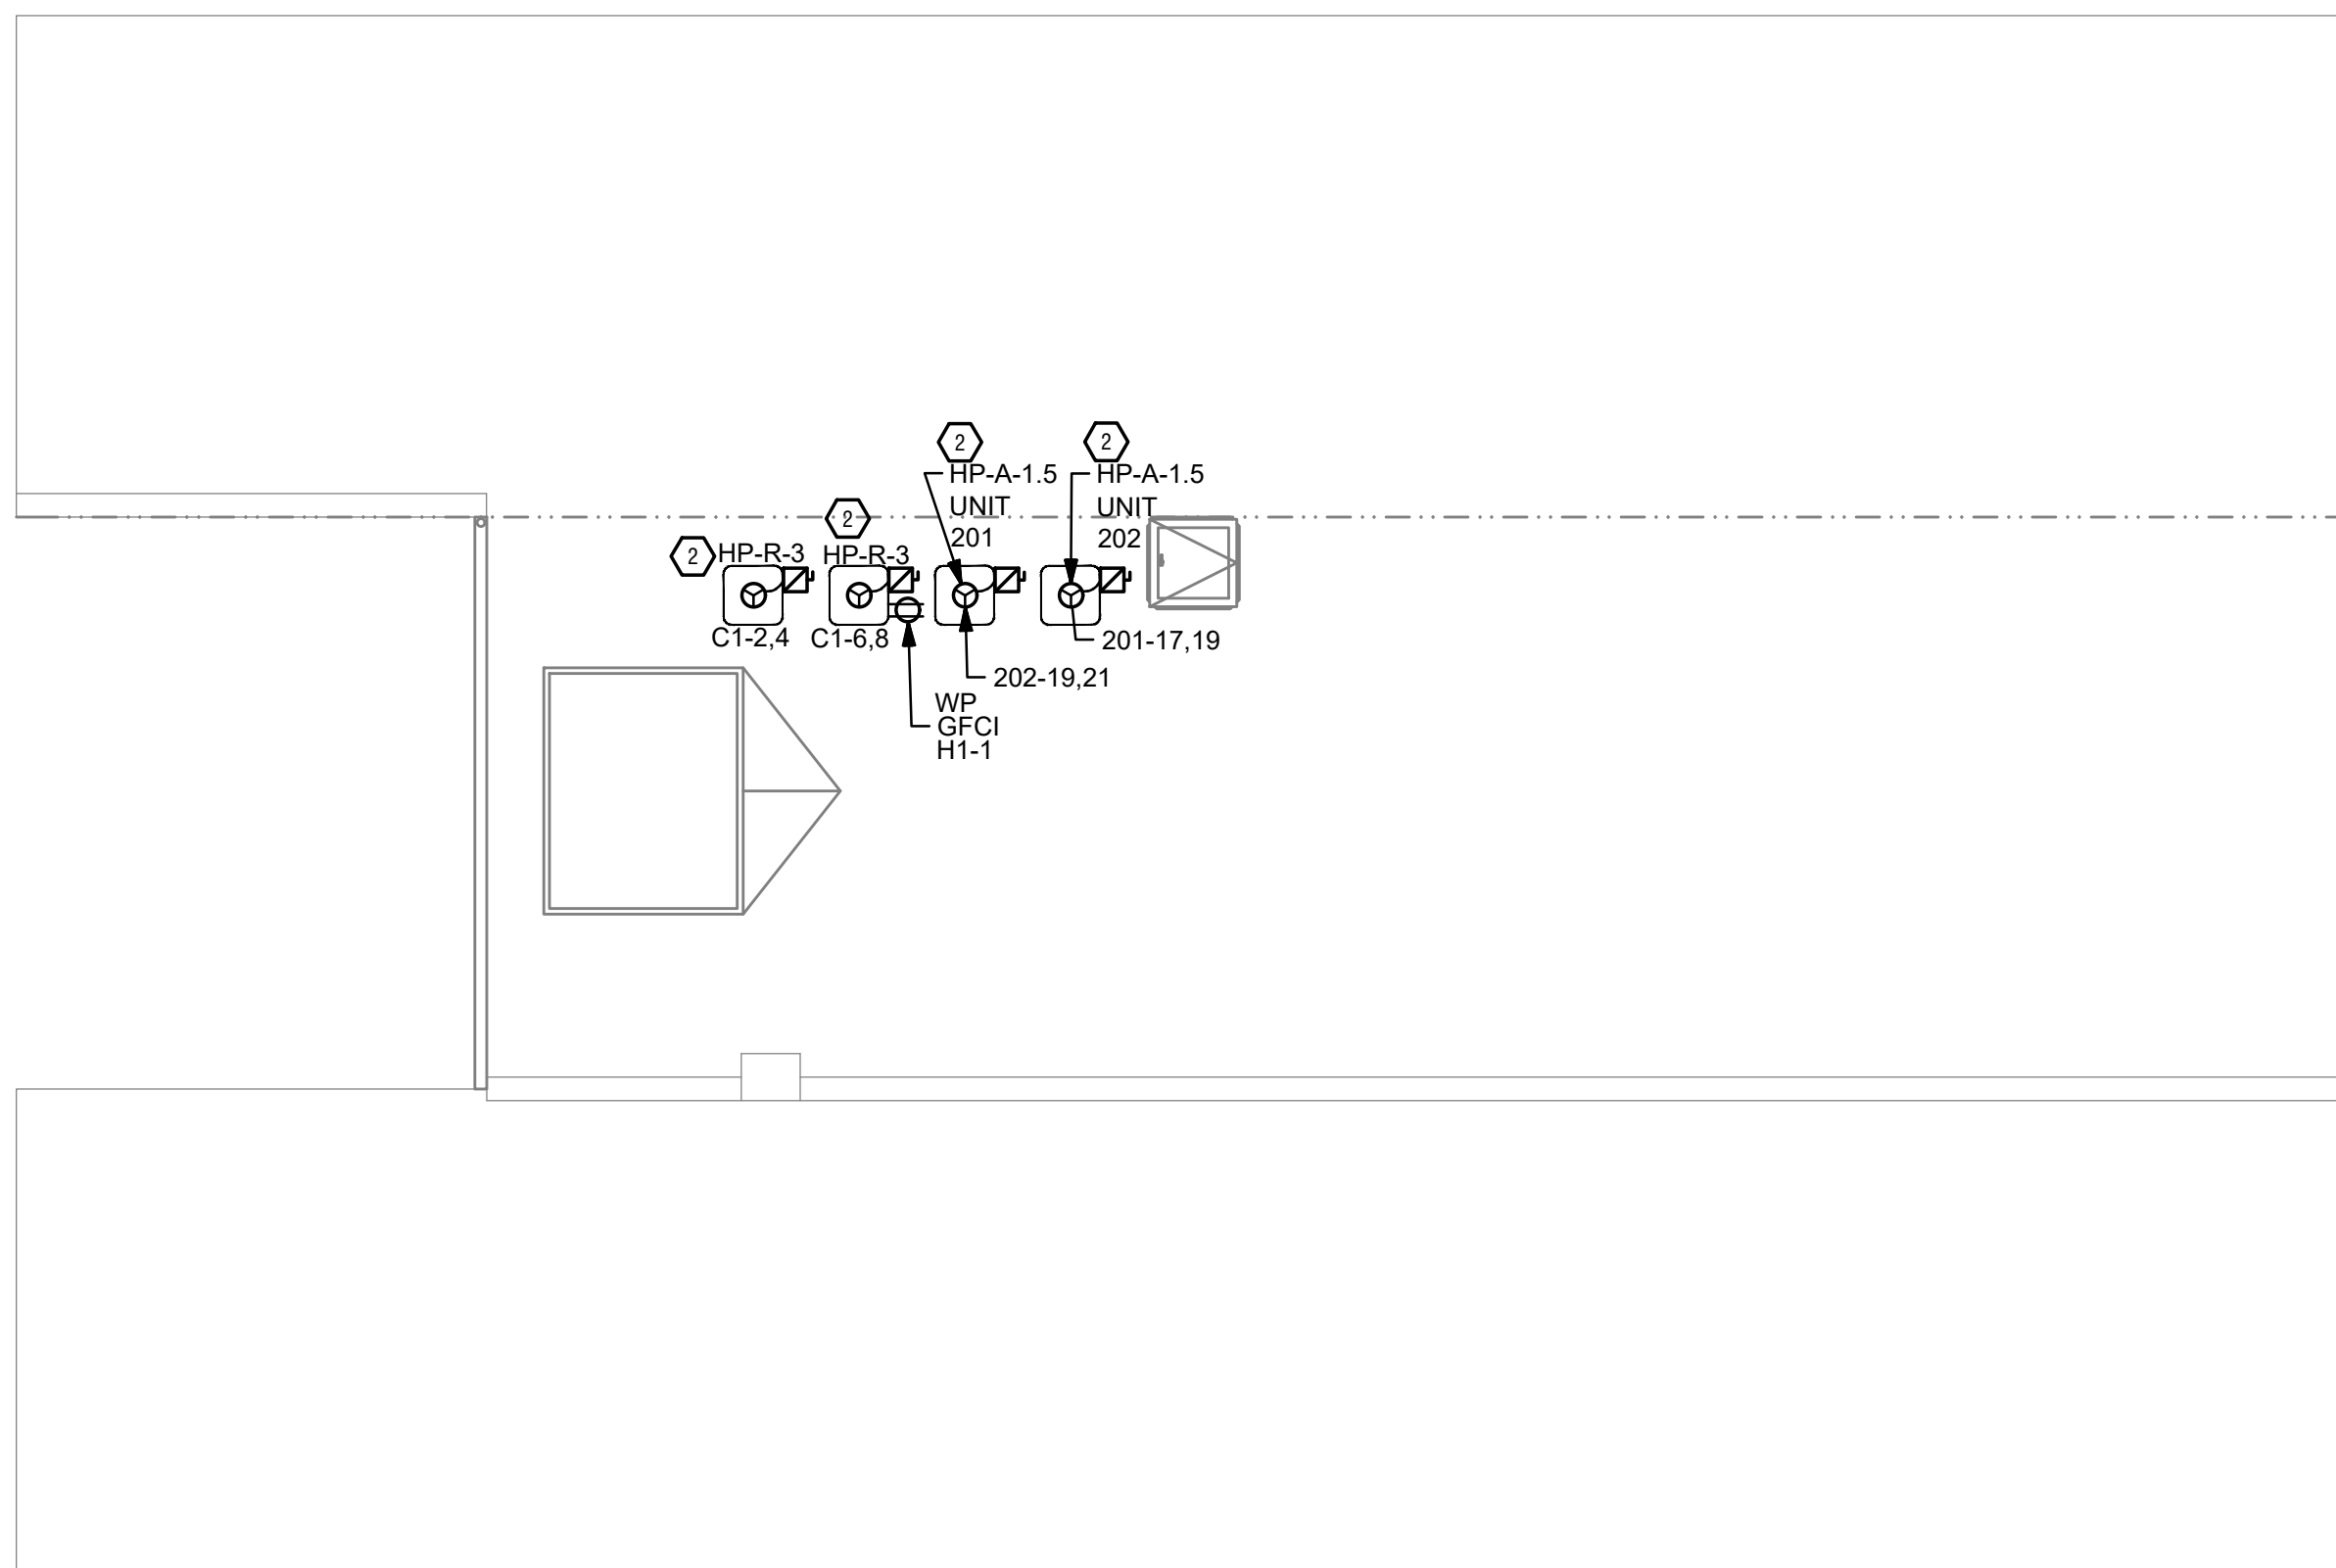 2
HP-A-1.5
UNIT
201
2
HP-A-1.5
UNIT
202
2
HP-R-3
2
HP-R-3
C1-2,4
C1-6,8
201-17,19
202-19,21
WP
GFCI
H1-1